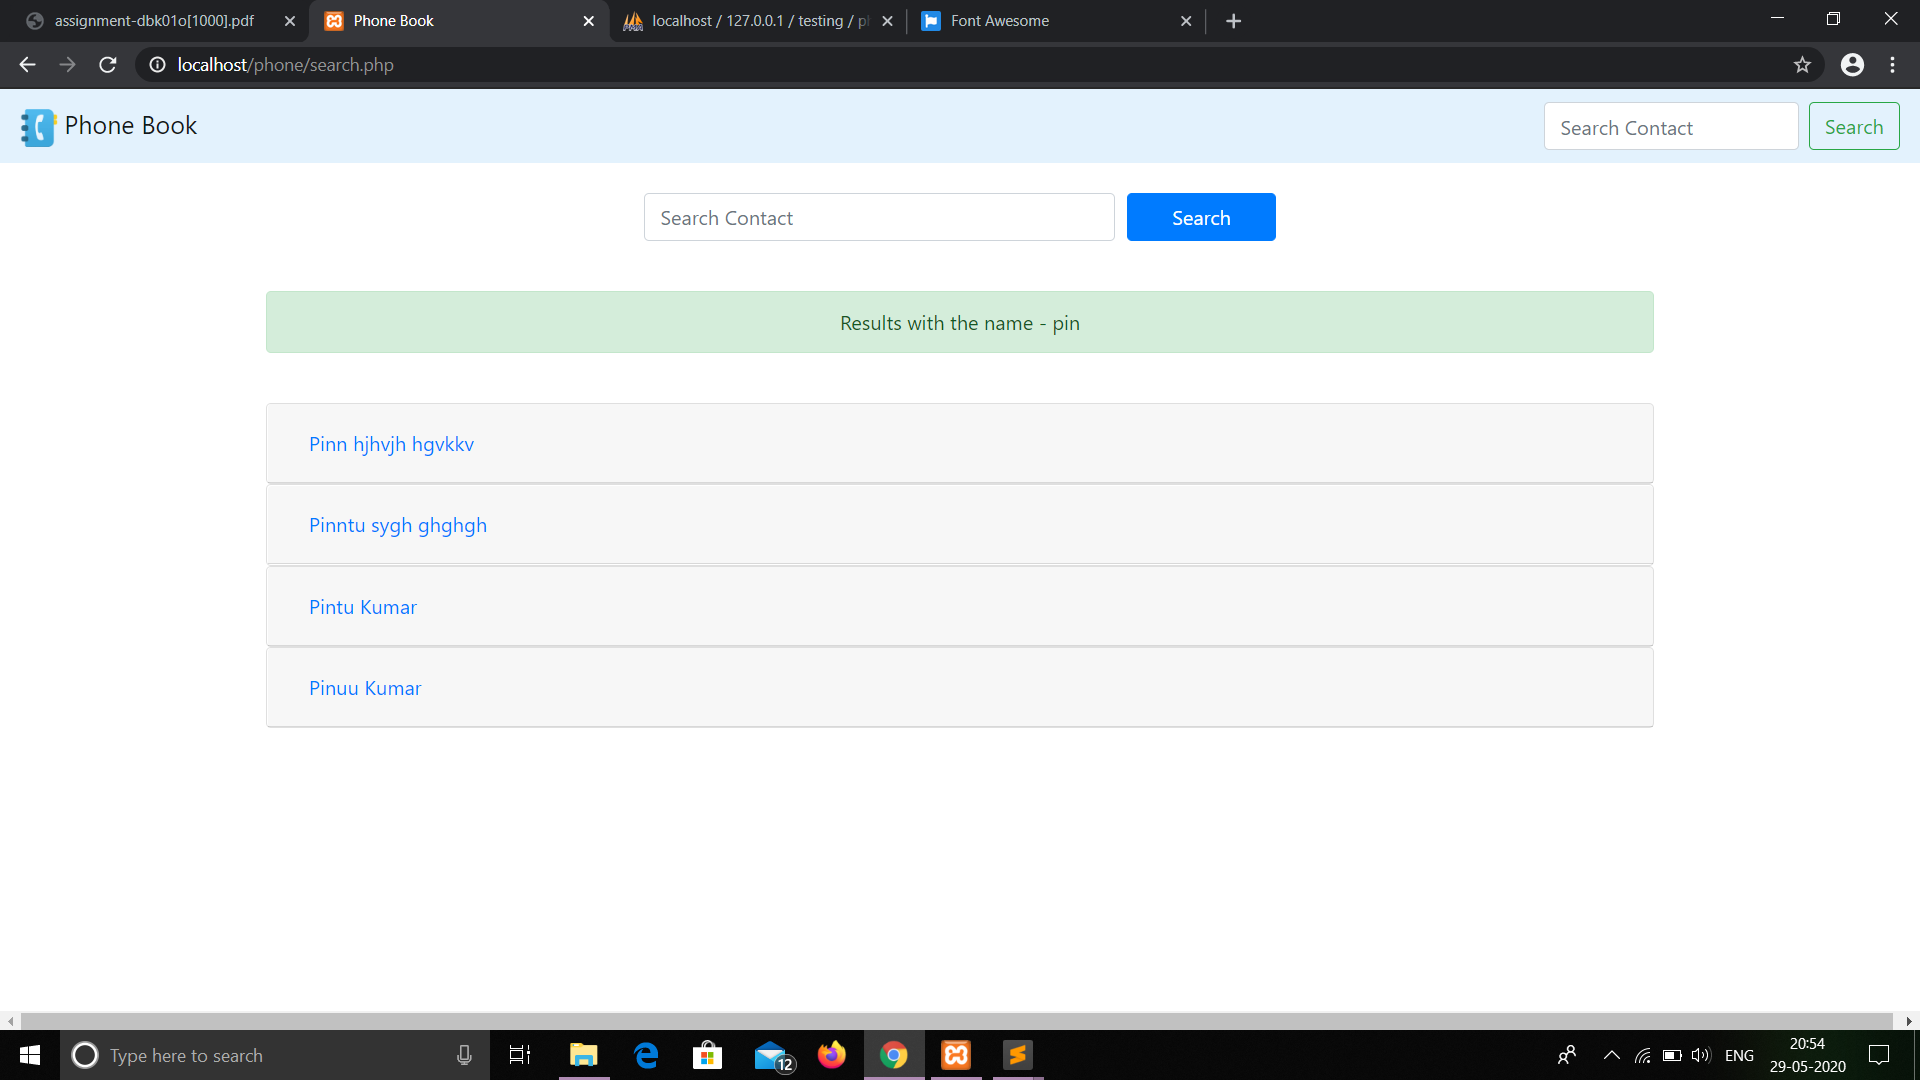 assignment-dbk01o[1000].pdf
Phone Book
localhost / 127.0.0.1 / testing / ph
Font Awesome
localhost/phone/search.php
Phone Book
Search Contact
Search
Search Contact
Search
Results with the name - pin
Pinn hjhvjh hgvkkv
Pinntu sygh ghghgh
Pintu Kumar
Pinuu Kumar
Type here to search
12
ENG
20:54
29-05-2020